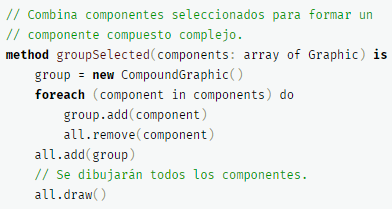 // Combina componentes seleccionados para formar un
// componente compuesto complejo.
method groupSelected(components: array of Graphic) is
    group = new CompoundGraphic()
    foreach (component in components) do
        group.add(component)
        all.remove(component)
    all.add(group)
    // Se dibujarán todos los componentes.
    all.draw()